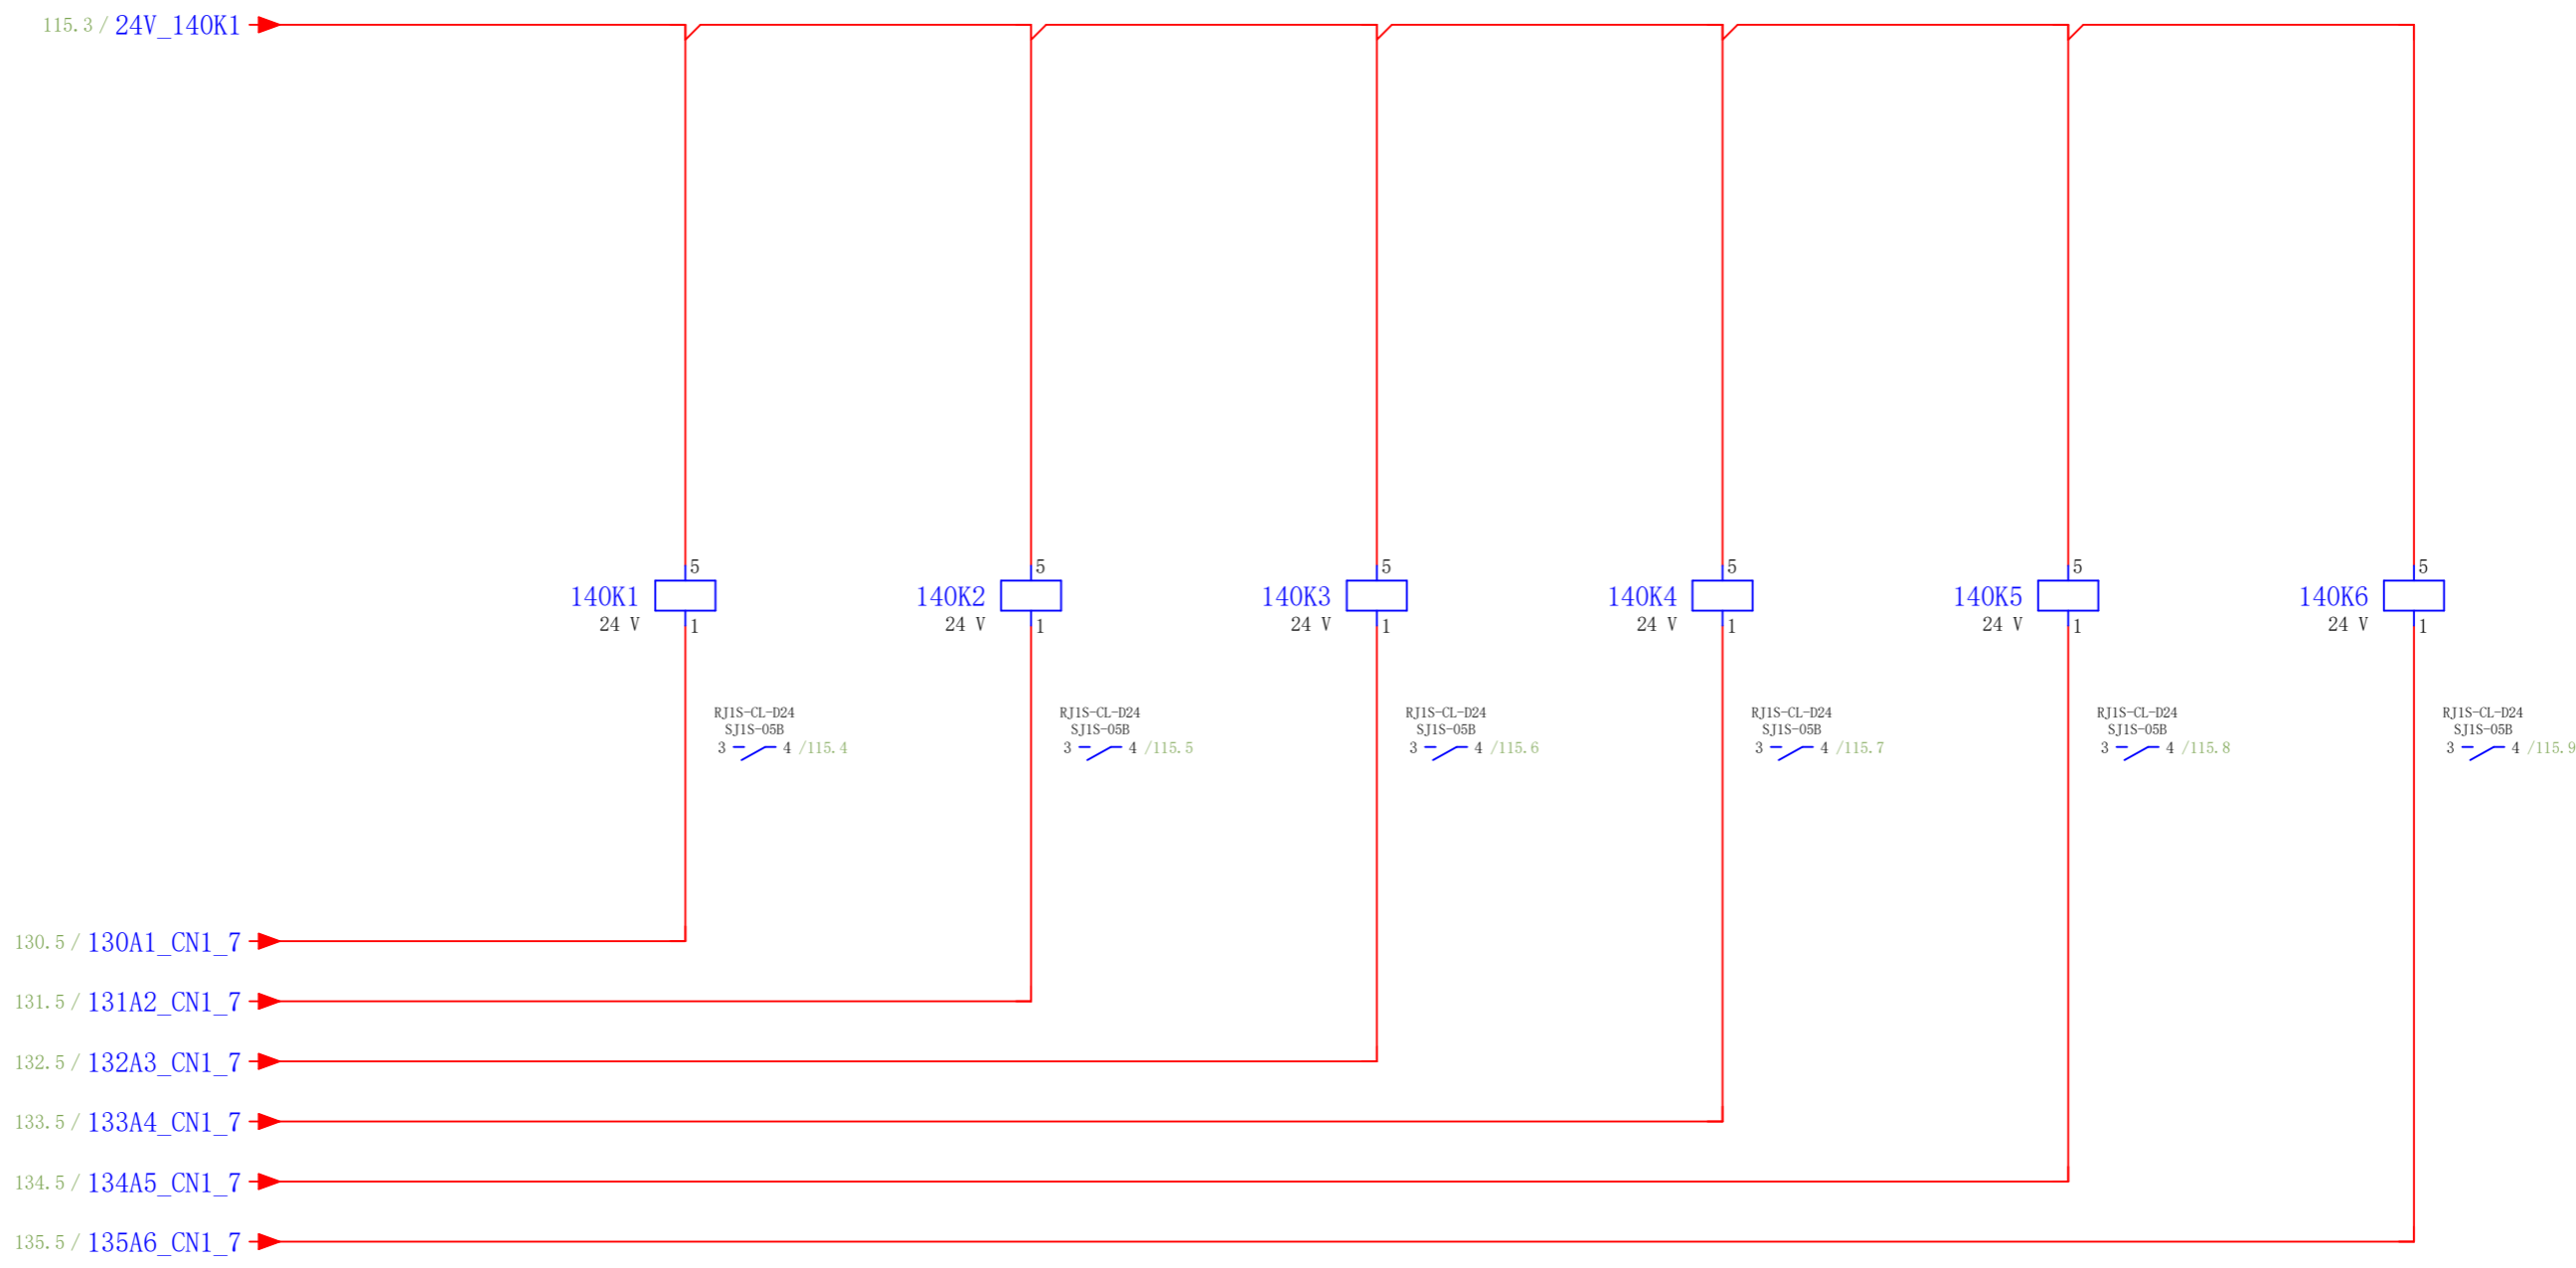 115.3 / 24V_140K1
5 5 5 5 5 5
140K1 140K2 140K3 140K4 140K5 140K6
24 V 24 V 24 V 24 V 24 V 24 V
1 1 1 1 1 1
RJ1S-CL-D24 RJ1S-CL-D24 RJ1S-CL-D24 RJ1S-CL-D24 RJ1S-CL-D24 RJ1S-CL-D24
SJ1S-05B SJ1S-05B SJ1S-05B SJ1S-05B SJ1S-05B SJ1S-05B
3 4 /115.4 3 4 /115.5 3 4 /115.6 3 4 /115.7 3 4 /115.8 3 4 /115.9
130.5 / 130A1_CN1_7
131.5 / 131A2_CN1_7
132.5 / 132A3_CN1_7
133.5 / 133A4_CN1_7
134.5 / 134A5_CN1_7
135.5 / 135A6_CN1_7